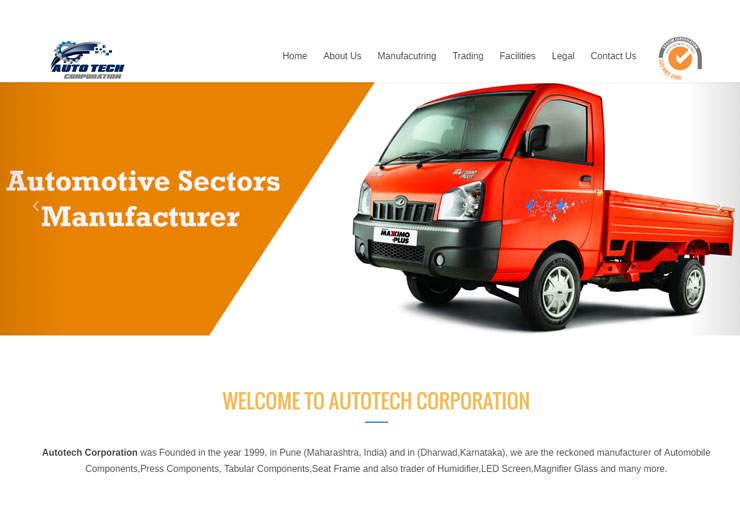 AUTO TECH
CORPORATION
Home About Us Manufacutring Trading Facilities Legal Contact Us
Automotive Sectors
Manufacturer
MAXXIMO
PLUS
MAXXIMO
PLUS
WELCOME TO AUTOTECH CORPORATION
Autotech Corporation was Founded in the year 1999, in Pune (Maharashtra, India) and in (Dharwad,Karnataka), we are the reckoned manufacturer of Automobile
Components,Press Components, Tabular Components,Seat Frame and also trader of Humidifier,LED Screen,Magnifier Glass and many more.